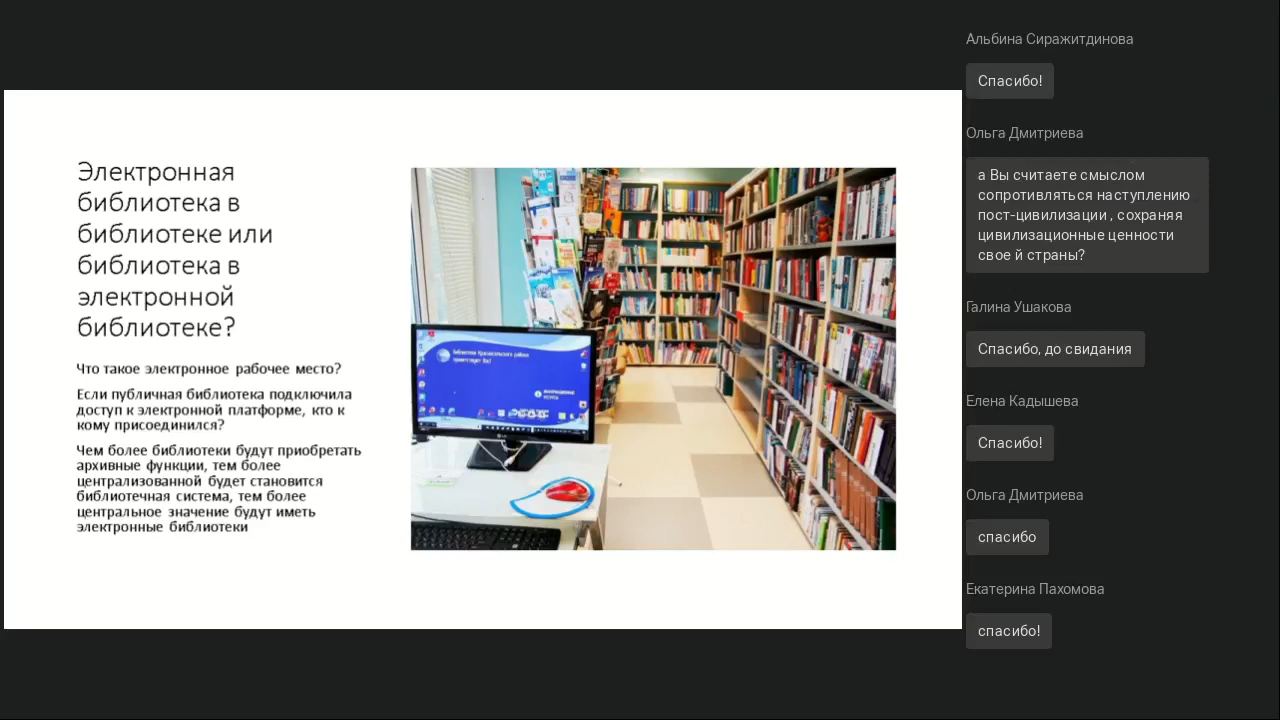 Электронная
библиотека в
библиотеке или
библиотека в
электронной
библиотеке?
Что такое электронное рабочее место?
Если публичная библиотека подключила
доступ к электронной платформе, кто к
кому присоединился?
Чем более библиотеки будут приобретать
архивные функции, тем более
централизованной будет становится
библиотечная система, тем более
центральное значение будут иметь
электронные библиотеки
Альбина Сиражитдинова
Спасибо!
Ольга Дмитриева
а Вы считаете смыслом
сопротивляться наступлению
пост-цивилизации , сохраняя
цивилизационные ценности
свое й страны?
Галина Ушакова
Спасибо, до свидания
Елена Кадышева
Спасибо!
Ольга Дмитриева
спасибо
Екатерина Пахомова
спасибо!